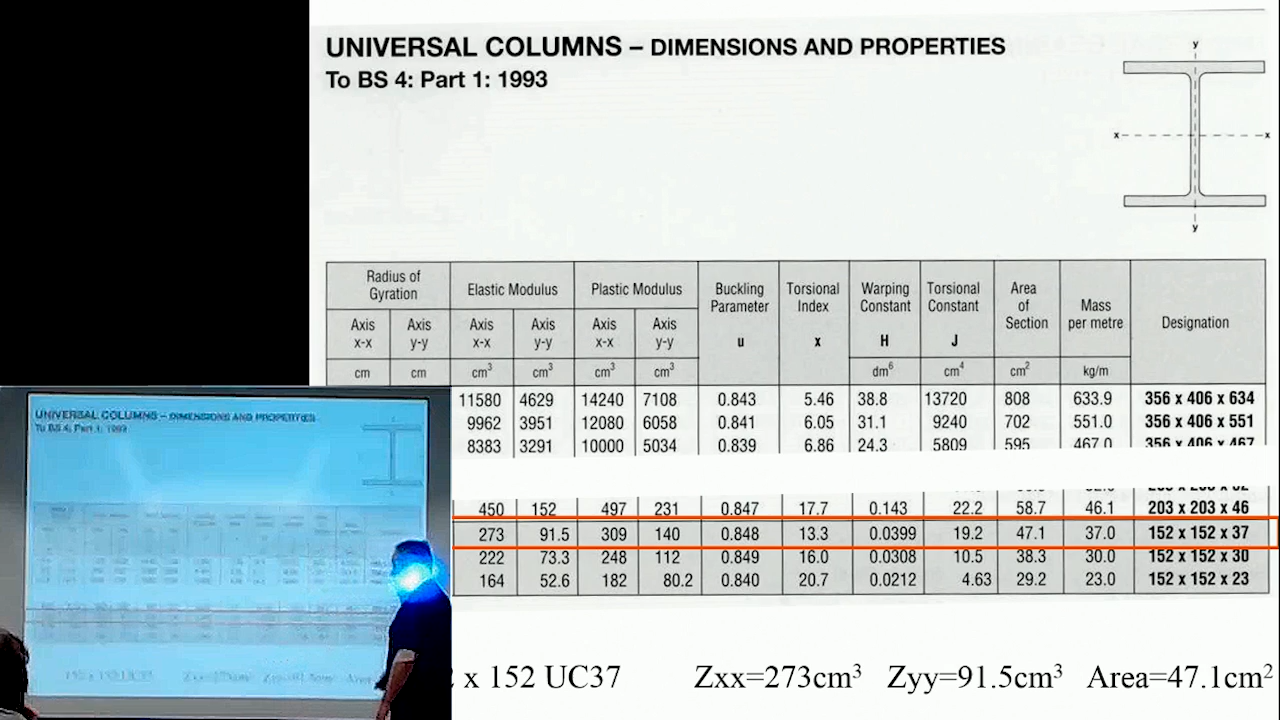 UNIVERSAL COLUMNS – DIMENSIONS AND PROPERTIES
To BS 4: Part 1: 1993
y
x x
y
Radius of Gyration Elastic Modulus Plastic Modulus Buckling Parameter u Torsional Index x Warping Constant H Torsional Constant J Area of Section Mass per metre Designation
Axis x-x Axis y-y Axis x-x Axis y-y Axis x-x Axis y-y
cm cm cm³ cm³ cm³ cm³ dm⁶ cm⁴ cm² kg/m
11580 4629 14240 7108 0.843 5.46 38.8 13720 808 633.9 356 x 406 x 634
9962 3951 12080 6058 0.841 6.05 31.1 9240 702 551.0 356 x 406 x 551
8383 3291 10000 5034 0.839 6.86 24.3 5809 595 467.0 356 x 406 x 467
450 152 497 231 0.847 17.7 0.143 22.2 58.7 46.1 203 x 203 x 46
273 91.5 309 140 0.848 13.3 0.0399 19.2 47.1 37.0 152 x 152 x 37
222 73.3 248 112 0.849 16.0 0.0308 10.5 38.3 30.0 152 x 152 x 30
164 52.6 182 80.2 0.840 20.7 0.0212 4.63 29.2 23.0 152 x 152 x 23
x 152 UC37 Zxx=273cm³ Zyy=91.5cm³ Area=47.1cm²
UNIVERSAL COLUMNS – DIMENSIONS AND PROPERTIES
To BS 4: Part 1: 1993